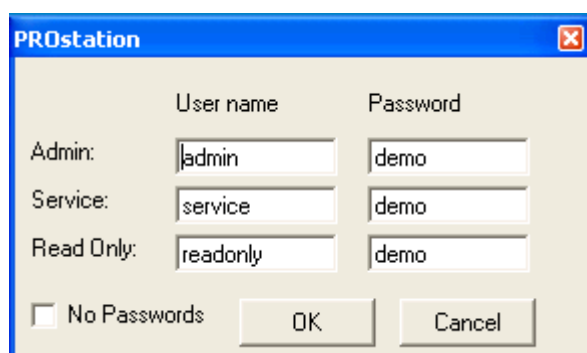 PROstation
User name Password
Admin: admin demo
Service: service demo
Read Only: readonly demo
No Passwords OK Cancel